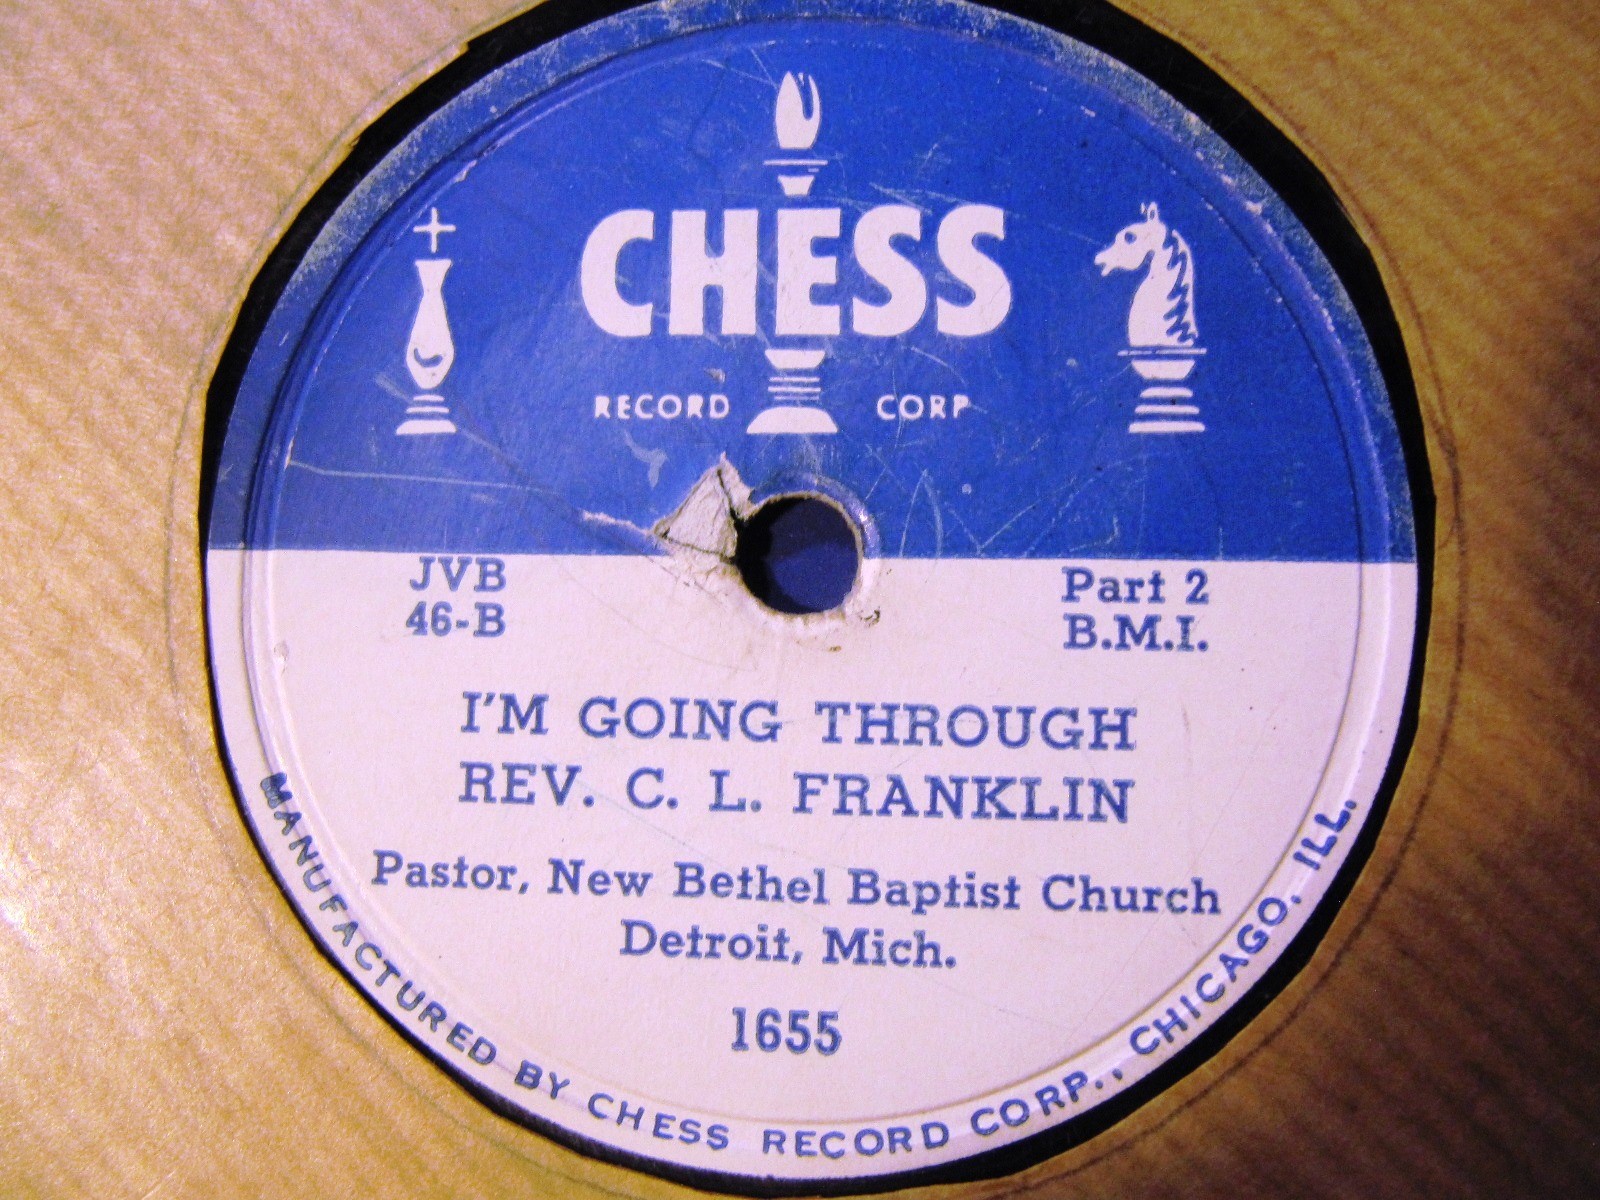 CHESS
RECORD CORP
JVB
46-B
Part 2
B.M.I.
I'M GOING THROUGH
REV. C. L. FRANKLIN
Pastor, New Bethel Baptist Church
Detroit, Mich.
1655
MANUFACTURED BY CHESS RECORD CORP., CHICAGO, ILL.